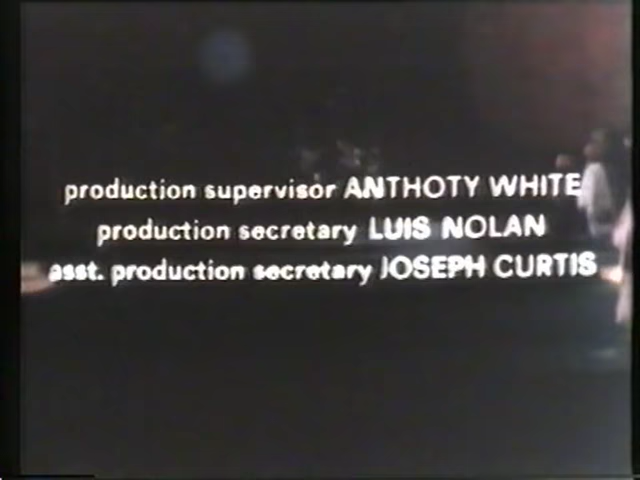 production supervisor ANTHOTY WHITE
production secretary LUIS NOLAN
asst. production secretary JOSEPH CURTIS